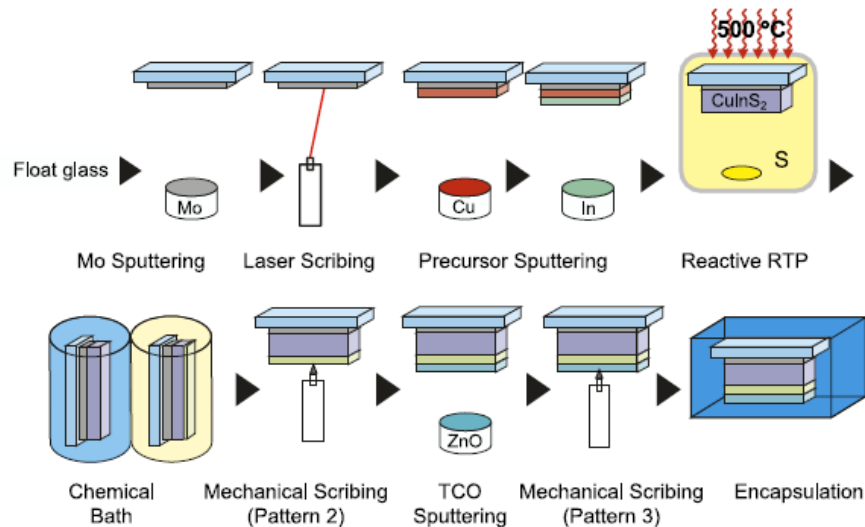 500 °C
CuInS₂
S
Float glass
Mo
Cu
In
Mo Sputtering
Laser Scribing
Precursor Sputtering
Reactive RTP
ZnO
Chemical
Bath
Mechanical Scribing
(Pattern 2)
TCO
Sputtering
Mechanical Scribing
(Pattern 3)
Encapsulation